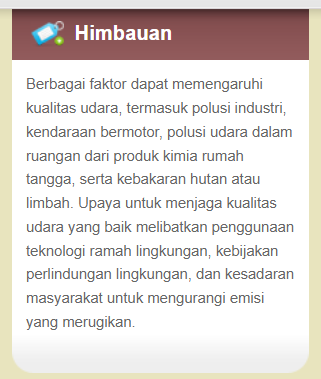 Himbauan
Berbagai faktor dapat memengaruhi
kualitas udara, termasuk polusi industri,
kendaraan bermotor, polusi udara dalam
ruangan dari produk kimia rumah
tangga, serta kebakaran hutan atau
limbah. Upaya untuk menjaga kualitas
udara yang baik melibatkan penggunaan
teknologi ramah lingkungan, kebijakan
perlindungan lingkungan, dan kesadaran
masyarakat untuk mengurangi emisi
yang merugikan.